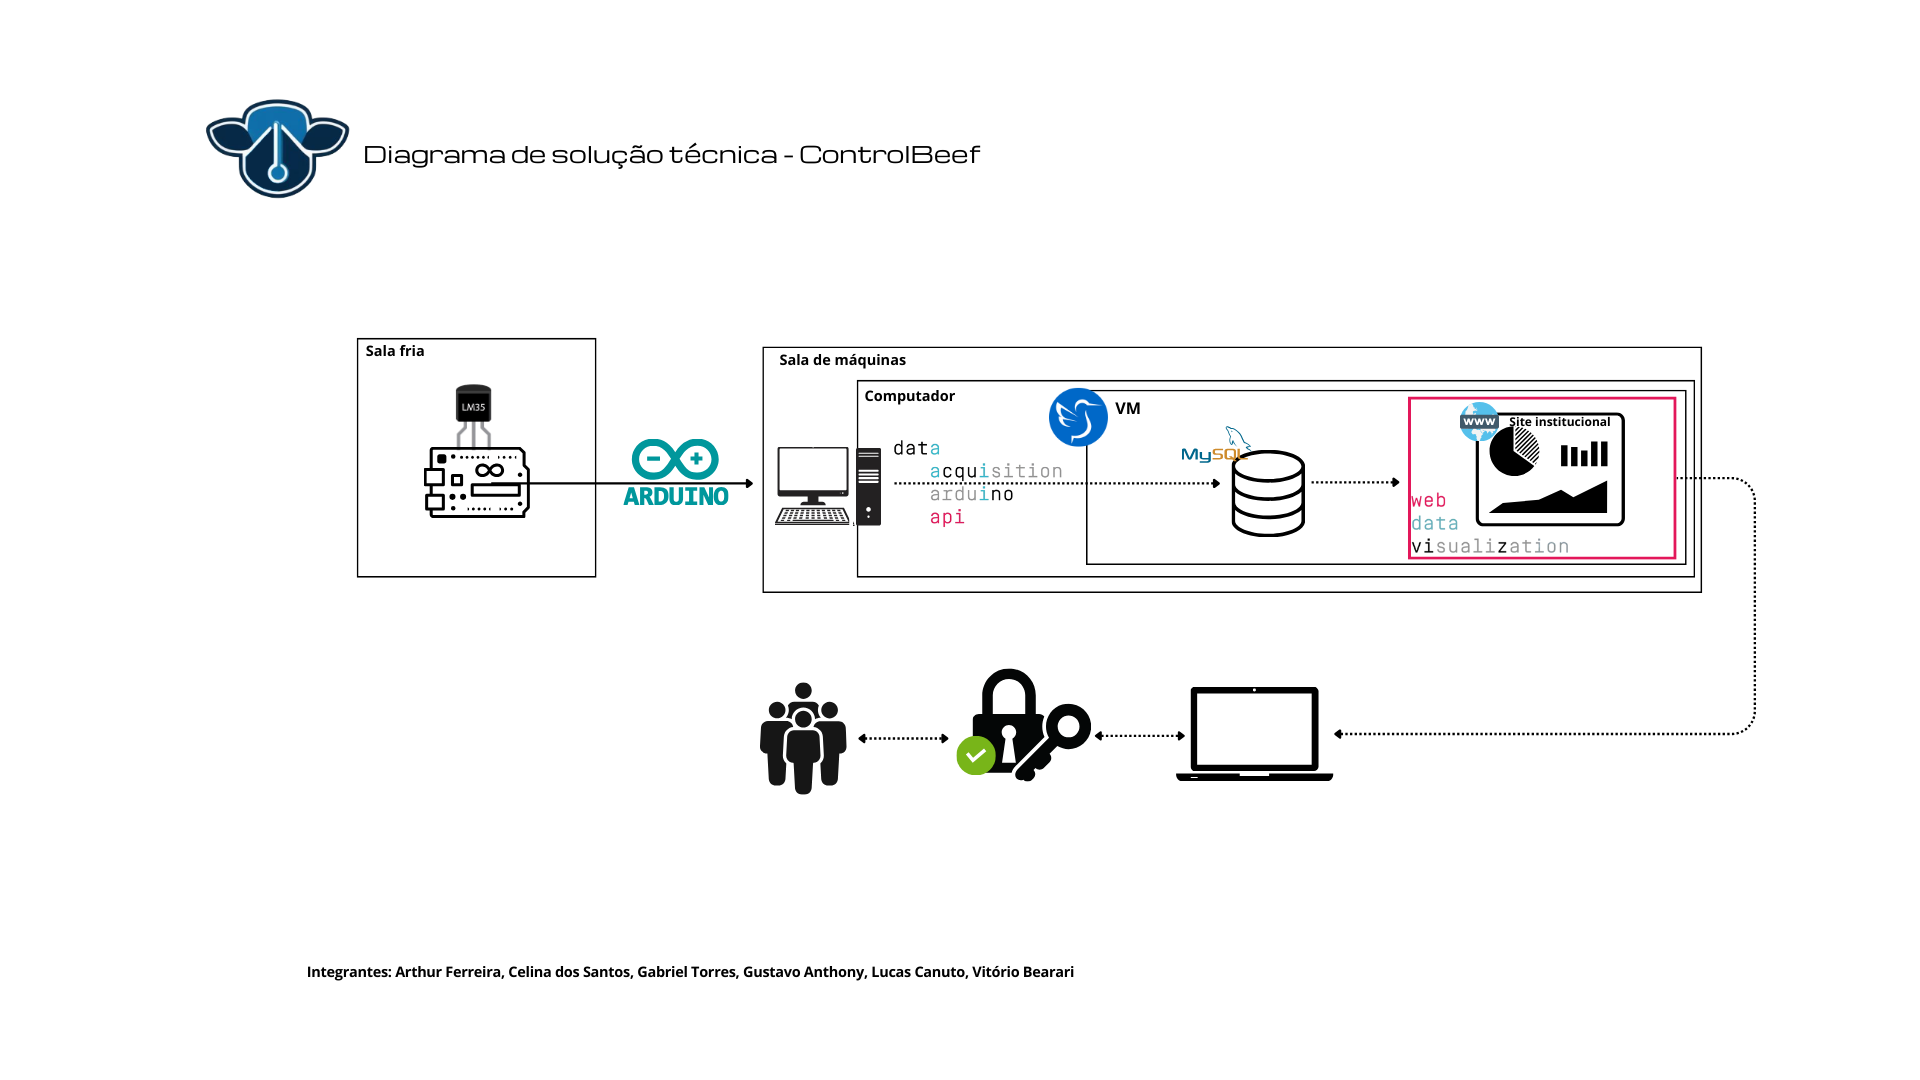 Diagrama de solução técnica - ControlBeef
Sala fria
LM35
ARDUINO
Sala de máquinas
Computador
data
acquisition
arduino
api
VM
MySQL
WWW
Site institucional
web
data
visualization
Integrantes: Arthur Ferreira, Celina dos Santos, Gabriel Torres, Gustavo Anthony, Lucas Canuto, Vitório Bearari